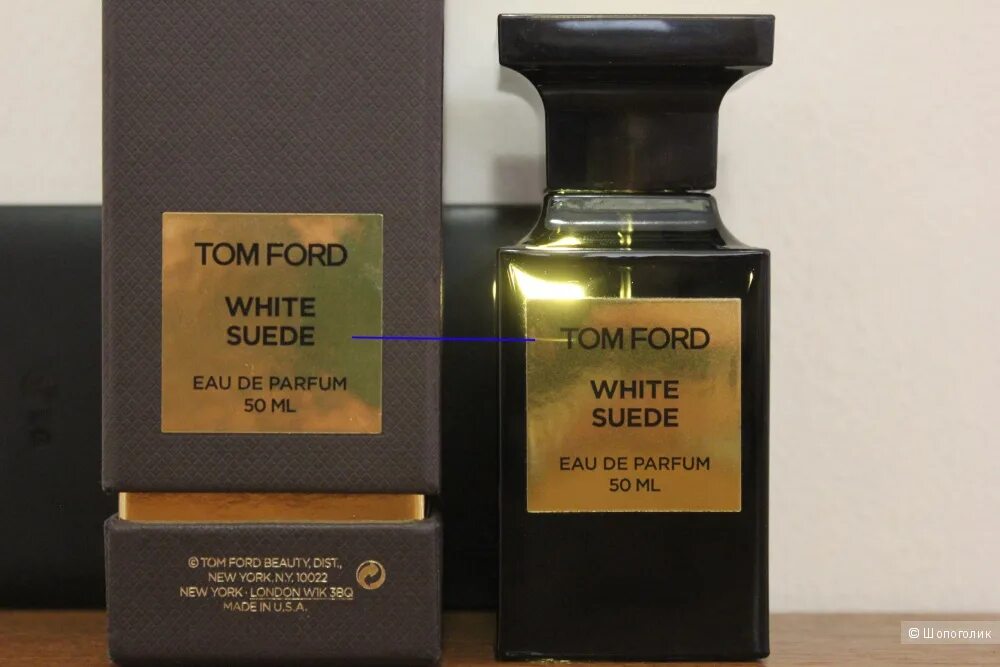 TOM FORD
WHITE
SUEDE
EAU DE PARFUM
50 ML
© TOM FORD BEAUTY, DIST.,
NEW YORK, N.Y. 10022
NEW YORK · LONDON W1K 3BQ
MADE IN U.S.A.
TOM FORD
WHITE
SUEDE
EAU DE PARFUM
50 ML
© Шопоголик